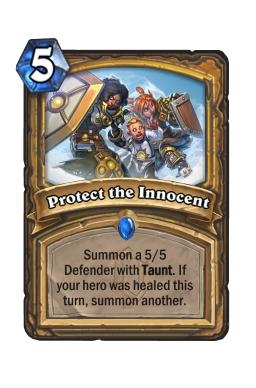 5
Protect the Innocent
Summon a 5/5
Defender with Taunt. If
your hero was healed this
turn, summon another.